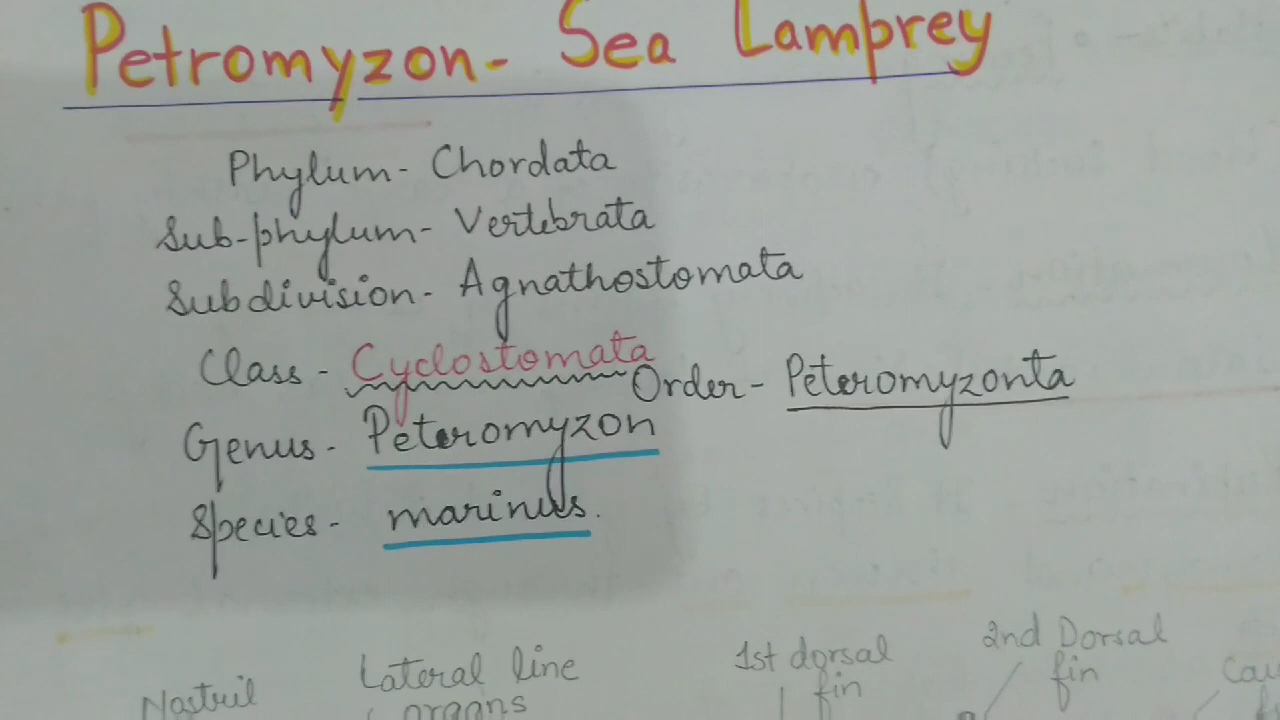 Petromyzon- Sea Lamprey
Phylum- Chordata
Sub-phylum- Vertebrata
Subdivision- Agnathostomata
Class- Cyclostomata Order- Peteromyzonta
Genus- Peteromyzon
Species- marinus.
Nostril Lateral line 1st dorsal 2nd Dorsal
organs fin fin